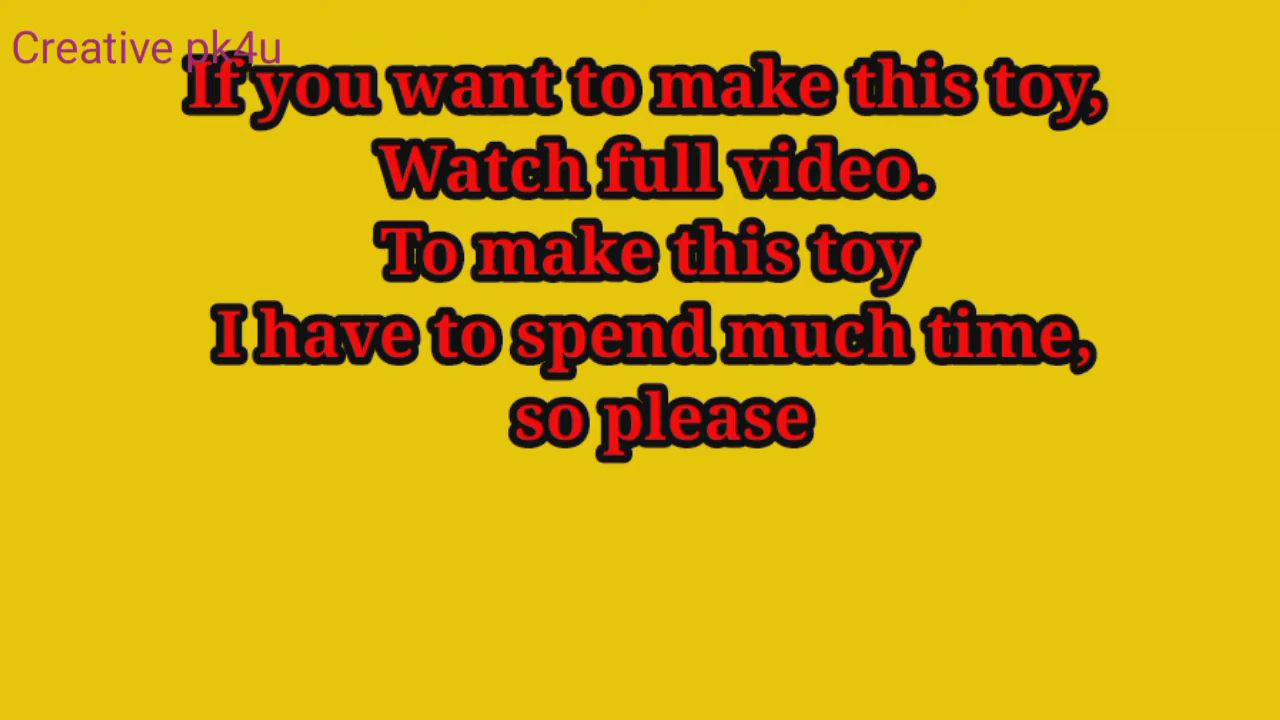 Creative pk4u
If you want to make this toy,
Watch full video.
To make this toy
I have to spend much time,
so please